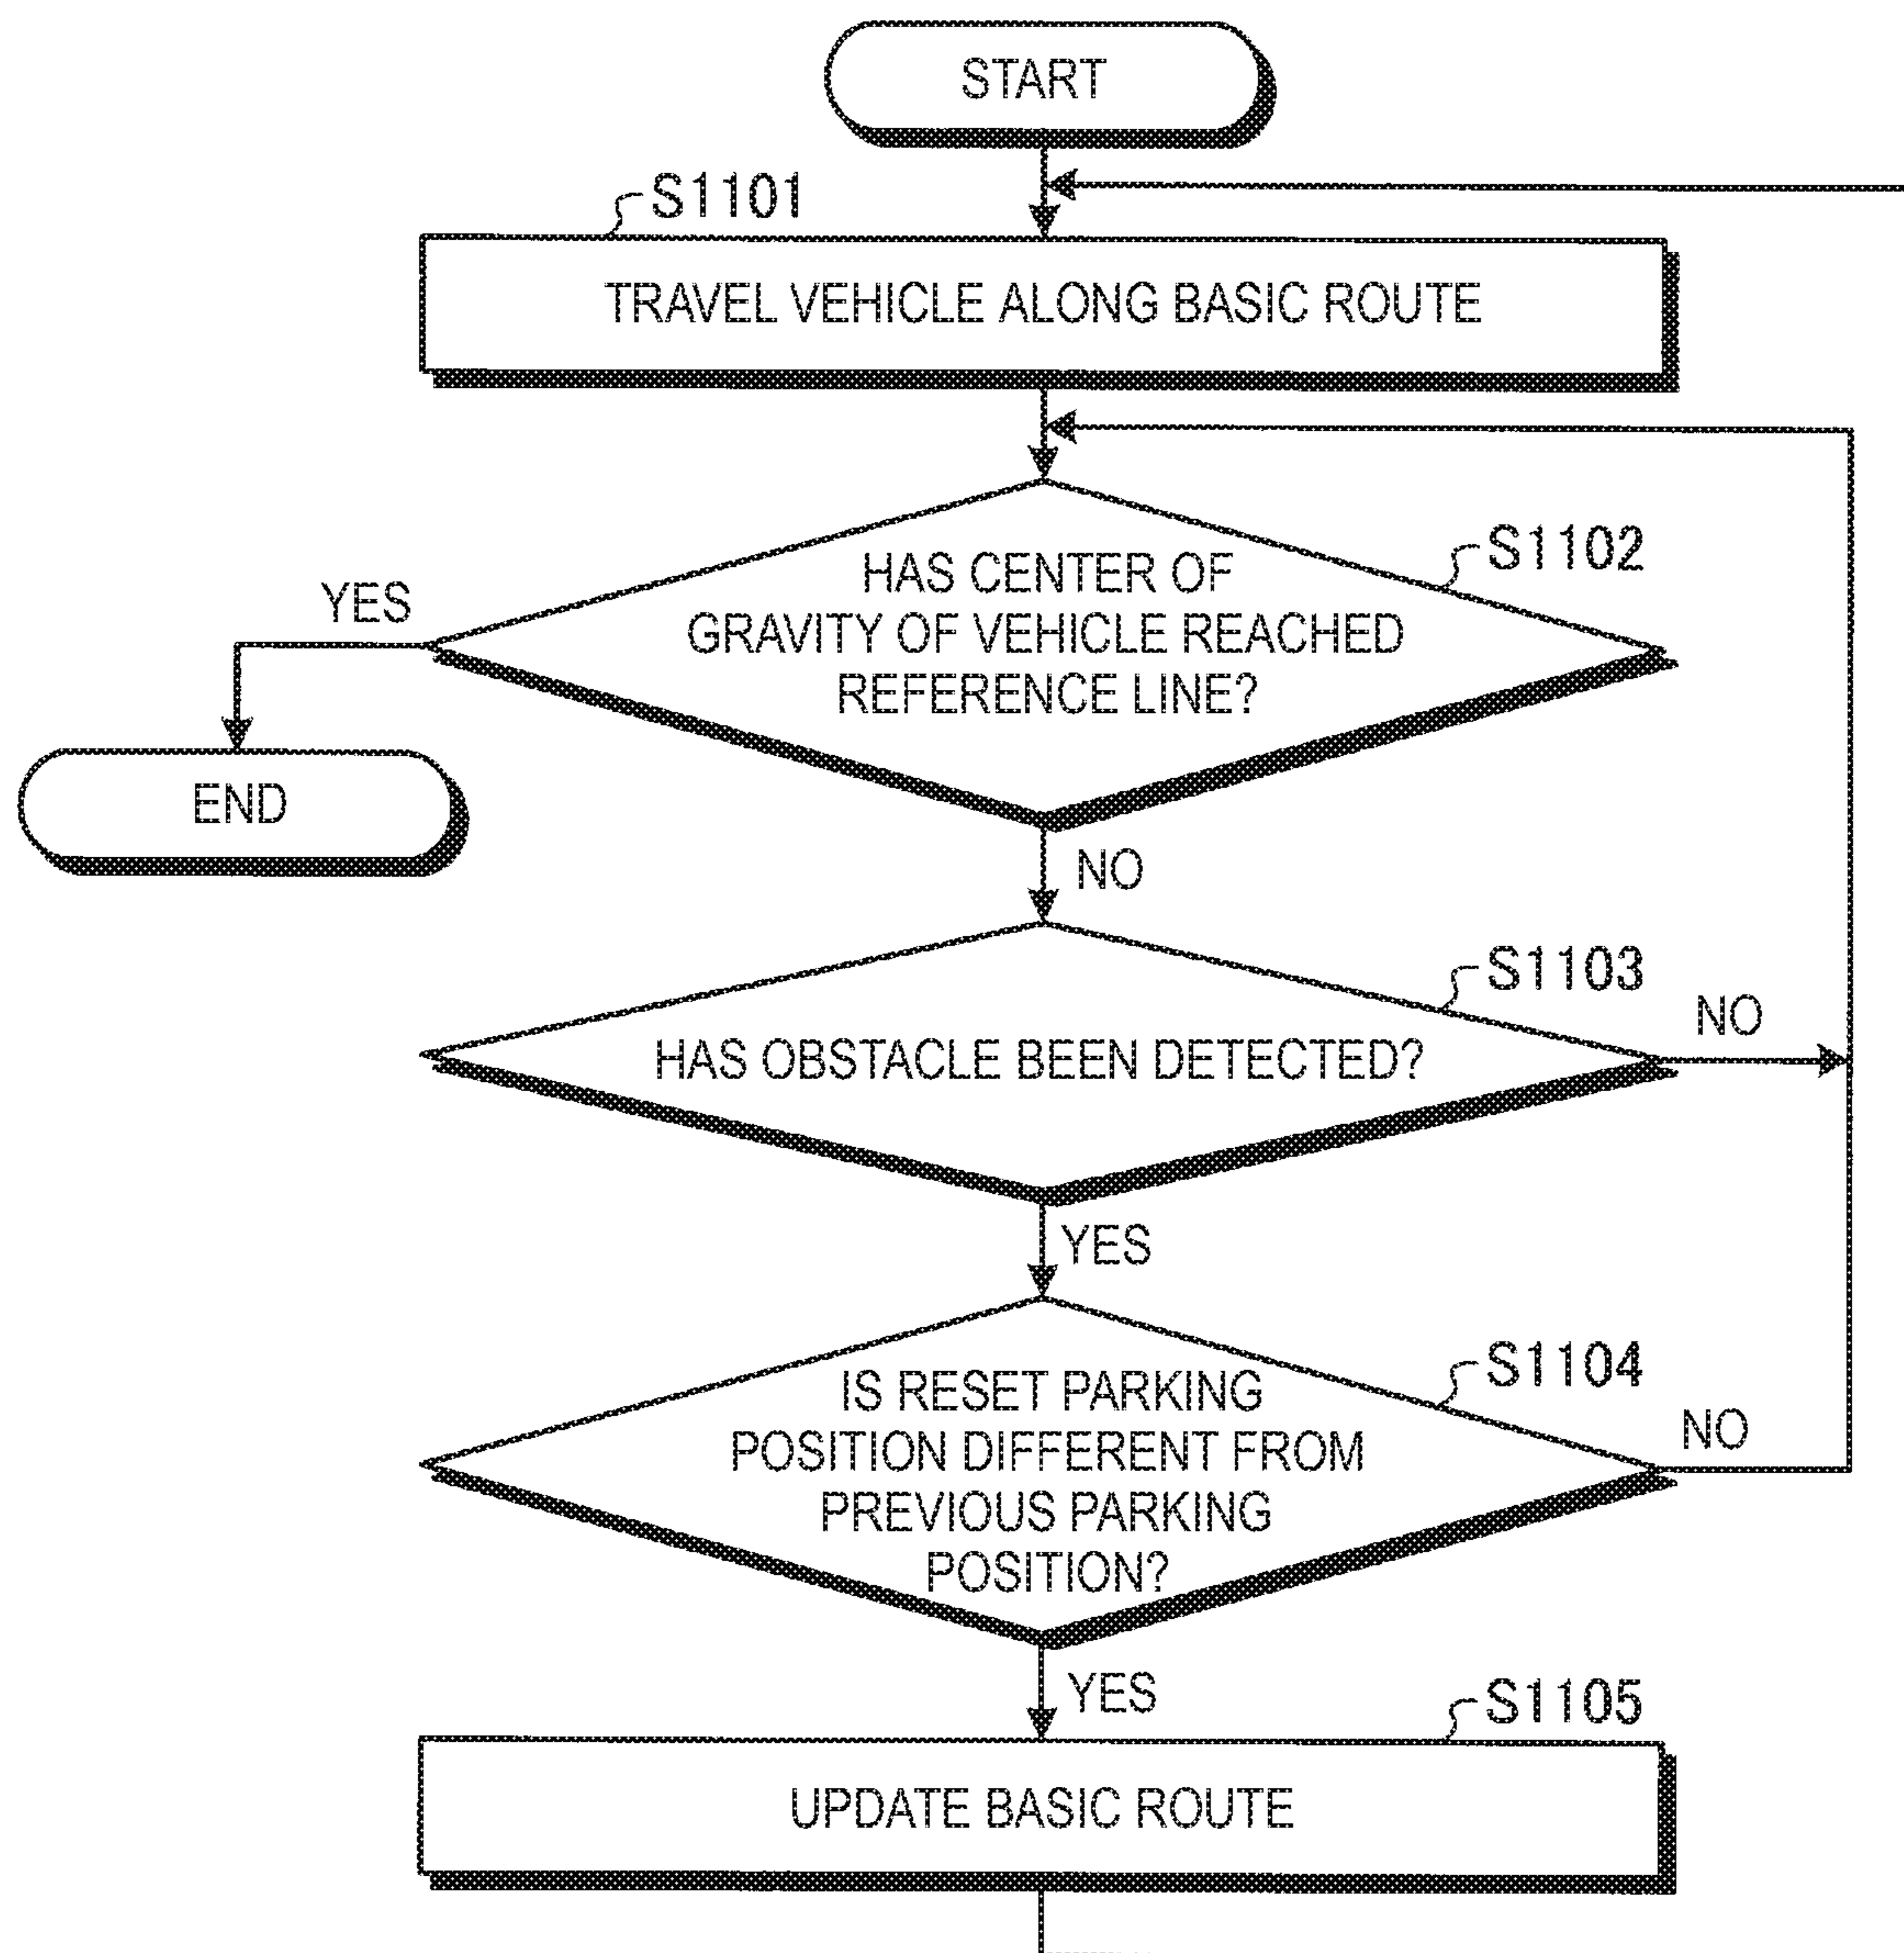 START
S1101
TRAVEL VEHICLE ALONG BASIC ROUTE
S1102
HAS CENTER OF
GRAVITY OF VEHICLE REACHED
REFERENCE LINE?
YES
END
NO
S1103
HAS OBSTACLE BEEN DETECTED?
NO
YES
S1104
IS RESET PARKING
POSITION DIFFERENT FROM
PREVIOUS PARKING
POSITION?
NO
YES
S1105
UPDATE BASIC ROUTE